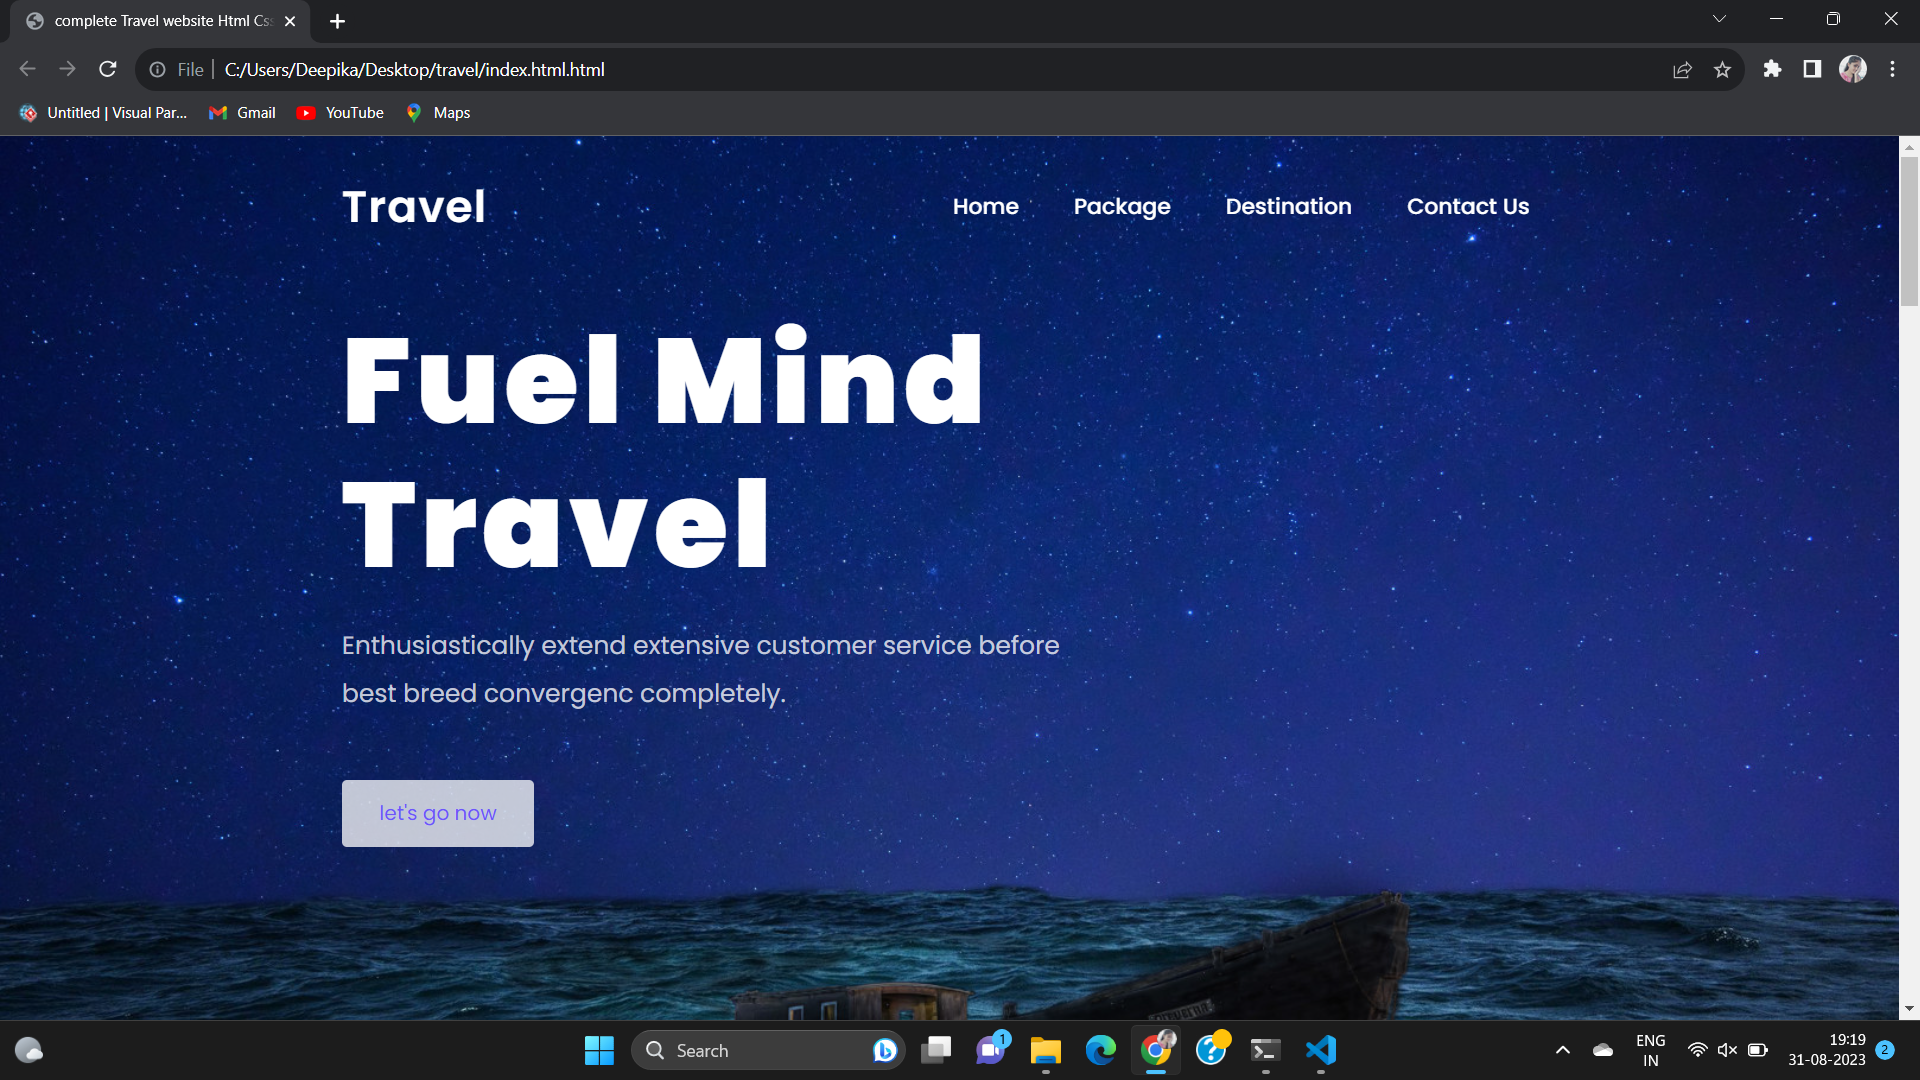 complete Travel website Html Cs
File
C:/Users/Deepika/Desktop/travel/index.html.html
Untitled | Visual Par...
Gmail
YouTube
Maps
Travel
Home
Package
Destination
Contact Us
Fuel Mind
Travel
Enthusiastically extend extensive customer service before
best breed convergenc completely.
let's go now
Search
1
ENG
IN
19:19
31-08-2023
2